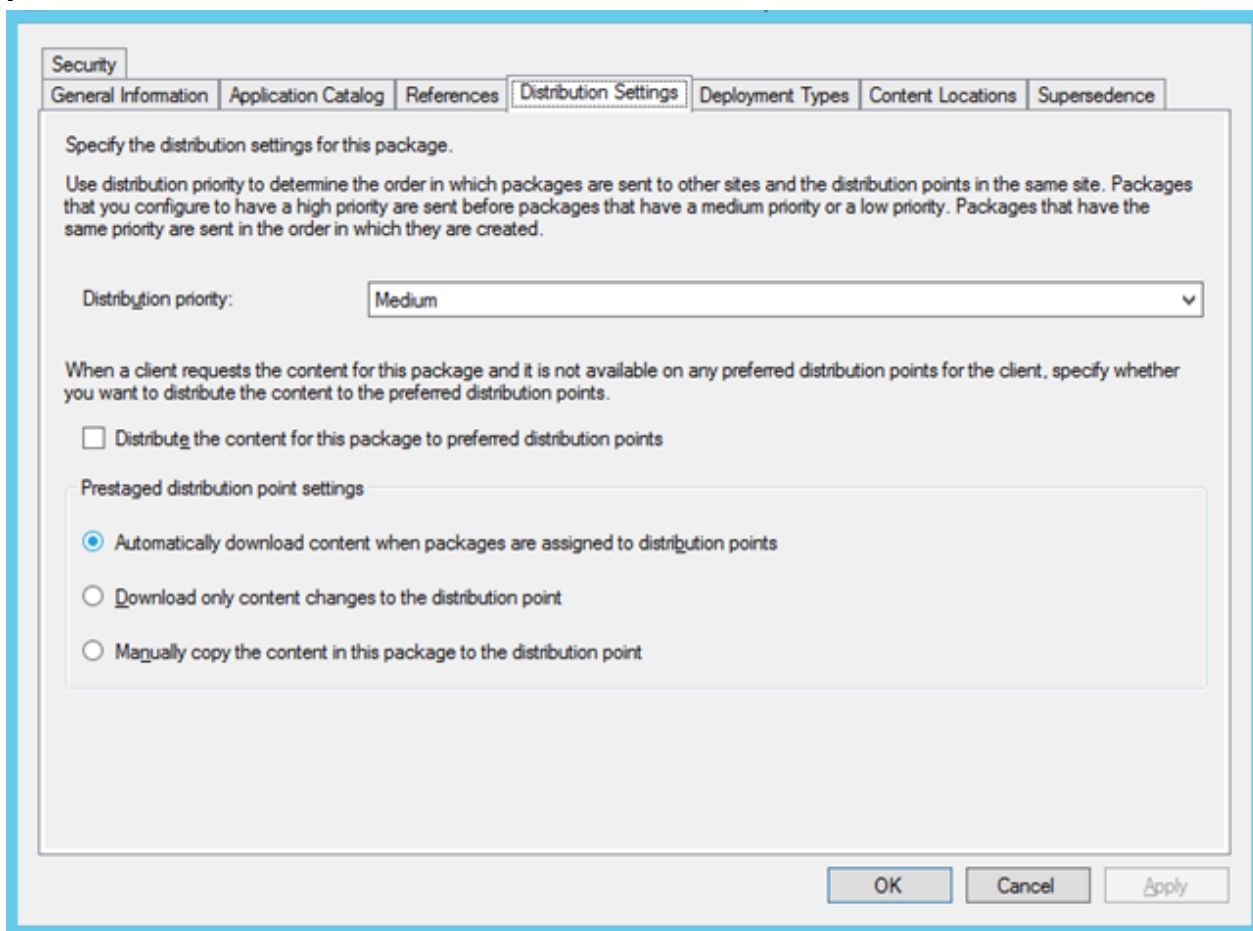 Security
General Information
Application Catalog
References
Distribution Settings
Deployment Types
Content Locations
Supersedence
Specify the distribution settings for this package.
Use distribution priority to determine the order in which packages are sent to other sites and the distribution points in the same site. Packages
that you configure to have a high priority are sent before packages that have a medium priority or a low priority. Packages that have the
same priority are sent in the order in which they are created.
Distribution priority:
Medium
When a client requests the content for this package and it is not available on any preferred distribution points for the client, specify whether
you want to distribute the content to the preferred distribution points.
Distribute the content for this package to preferred distribution points
Prestaged distribution point settings
Automatically download content when packages are assigned to distribution points
Download only content changes to the distribution point
Manually copy the content in this package to the distribution point
OK
Cancel
Apply